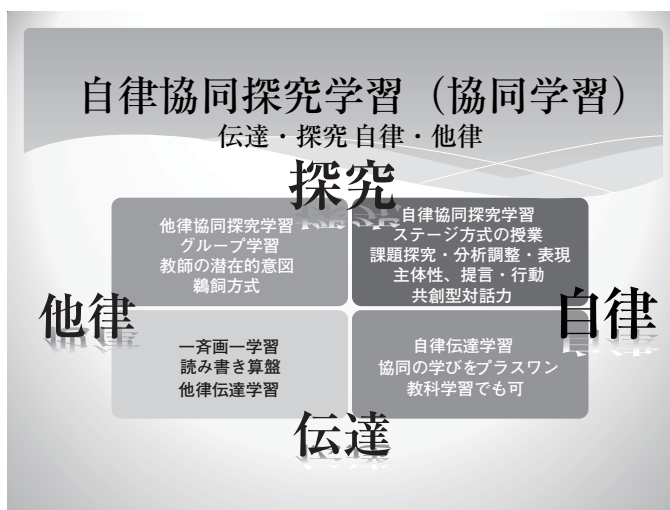 自律協同探究学習（協同学習）
伝達・探究 自律・他律
探究
他律協同探究学習
グループ学習
教師の潜在的意図
鵜飼方式
自律協同探究学習
ステージ方式の授業
課題探究・分析調整・表現
主体性、提言・行動
共創型対話力
他律
自律
一斉画一学習
読み書き算盤
他律伝達学習
自律伝達学習
協同の学びをプラスワン
教科学習でも可
伝達